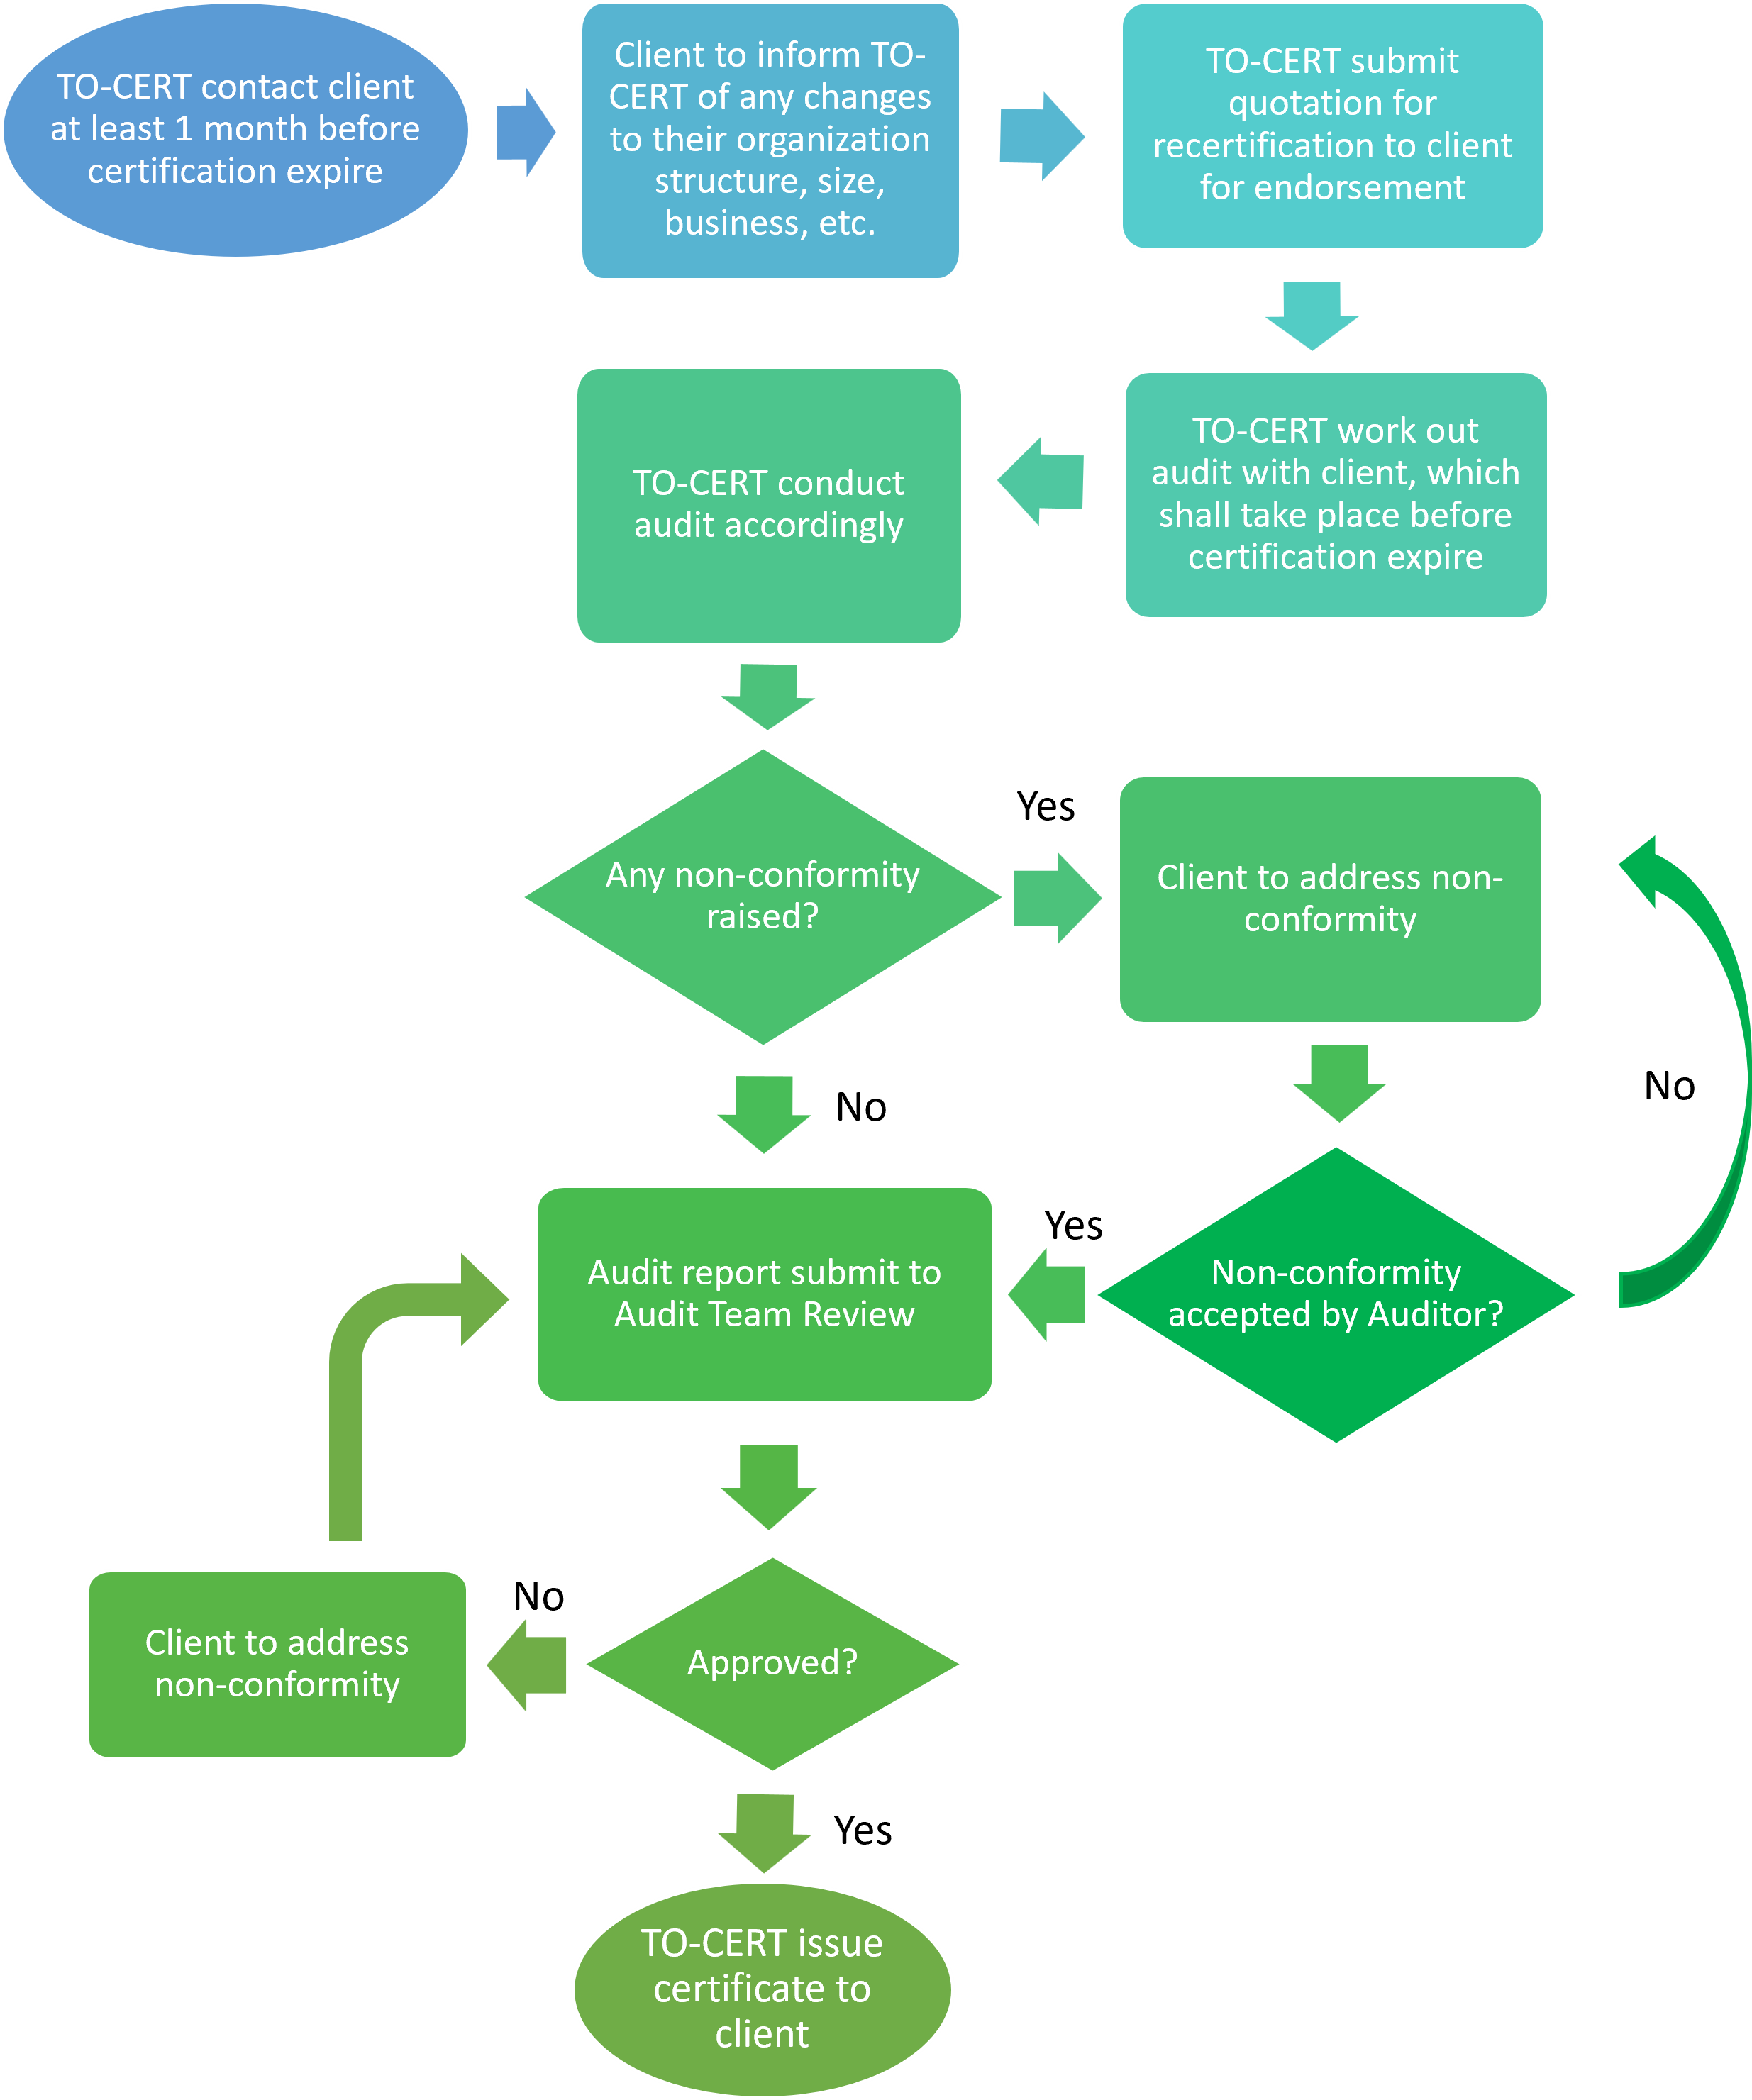 TO-CERT contact client
at least 1 month before
certification expire
Client to inform TO-
CERT of any changes
to their organization
structure, size,
business, etc.
TO-CERT submit
quotation for
recertification to client
for endorsement
TO-CERT work out
audit with client, which
shall take place before
certification expire
TO-CERT conduct
audit accordingly
Any non-conformity
raised?
Yes
Client to address non-
conformity
No
No
Non-conformity
accepted by Auditor?
Yes
Audit report submit to
Audit Team Review
Approved?
No
Client to address
non-conformity
Yes
TO-CERT issue
certificate to
client